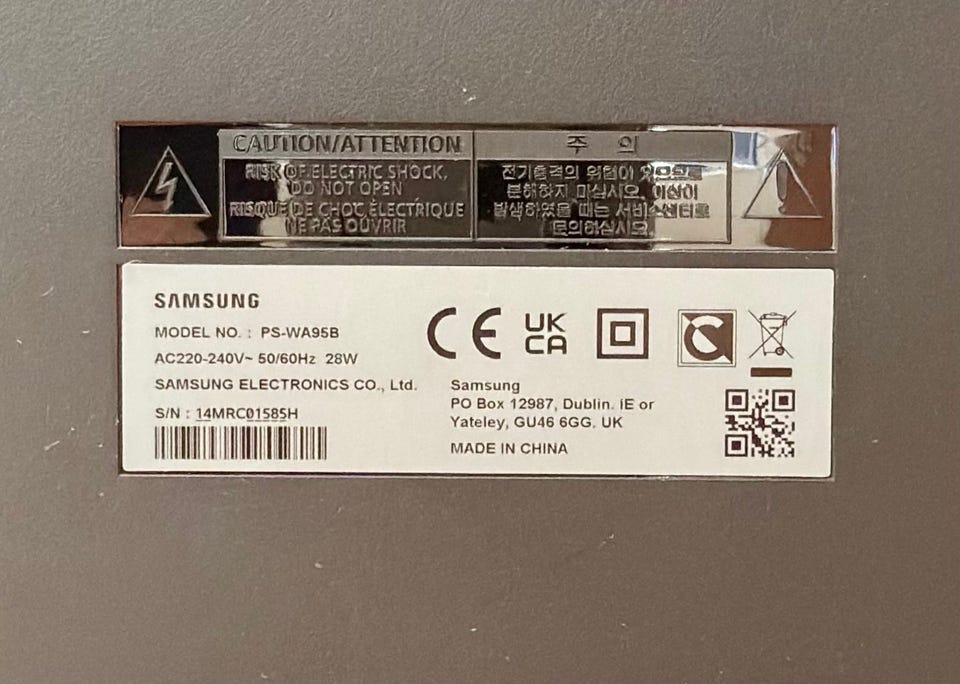 CAUTION/ATTENTION
RISK OF ELECTRIC SHOCK,
DO NOT OPEN
RISQUE DE CHOC ÉLECTRIQUE
NE PAS OUVRIR
주 의
전기충격의 위험이 있으므로
분해하지 마십시오. 이상이
발생하였을 때는 서비스센터로
문의하십시오.
SAMSUNG
MODEL NO. : PS-WA95B
AC220-240V~ 50/60Hz 28W
SAMSUNG ELECTRONICS CO., Ltd.
S/N : 14MRC01585H
CE UK
CA
Samsung
PO Box 12987, Dublin. IE or
Yateley, GU46 6GG. UK
MADE IN CHINA